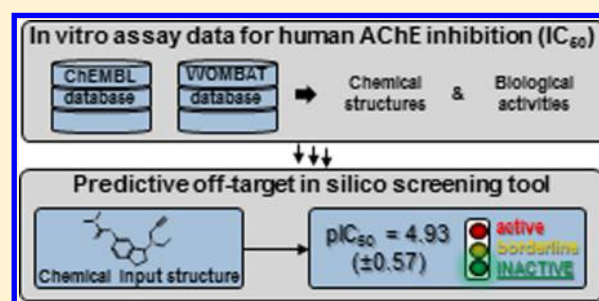 In vitro assay data for human AChE inhibition (IC50)
ChEMBL
database
WOMBAT
database
Chemical
structures
&
Biological
activities
Predictive off-target in silico screening tool
Chemical input structure
pIC50 = 4.93
(±0.57)
active
borderline
INACTIVE